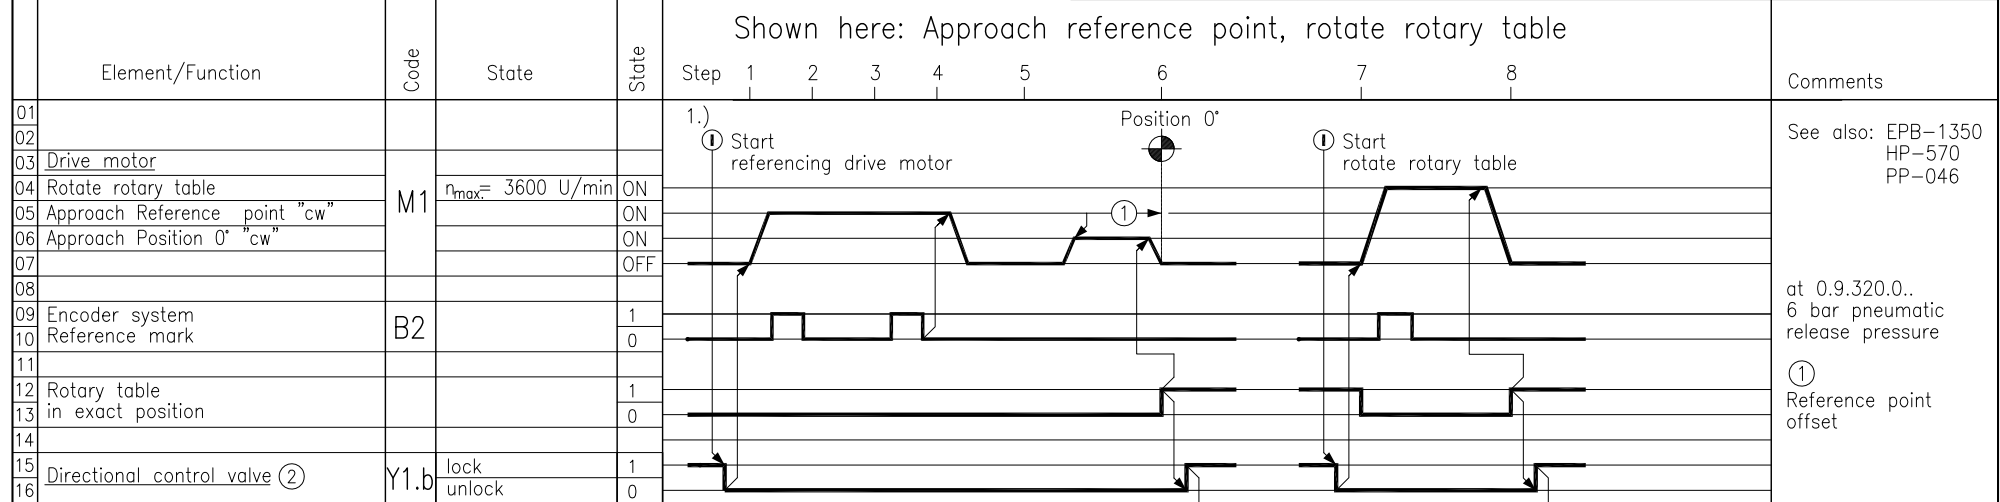 Shown here: Approach reference point, rotate rotary table
Element/Function Code State State Step 1 2 3 4 5 6 7 8 Comments
01
02
03 Drive motor
04 Rotate rotary table nmax.= 3600 U/min ON
05 Approach Reference point "cw" M1 ON
06 Approach Position 0° "cw" ON
07 OFF
08
09 Encoder system 1
10 Reference mark B2 0
11
12 Rotary table 1
13 in exact position 0
14
15 Directional control valve ② Y1.b lock 1
16 unlock 0
1.)
Start
referencing drive motor
Position 0°
①
Start
rotate rotary table
See also: EPB-1350
HP-570
PP-046
at 0.9.320.0..
6 bar pneumatic
release pressure
①
Reference point
offset